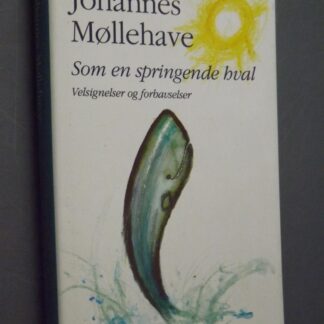 Johannes
Møllehave
Som en springende hval
Velsignelser og forbavselser